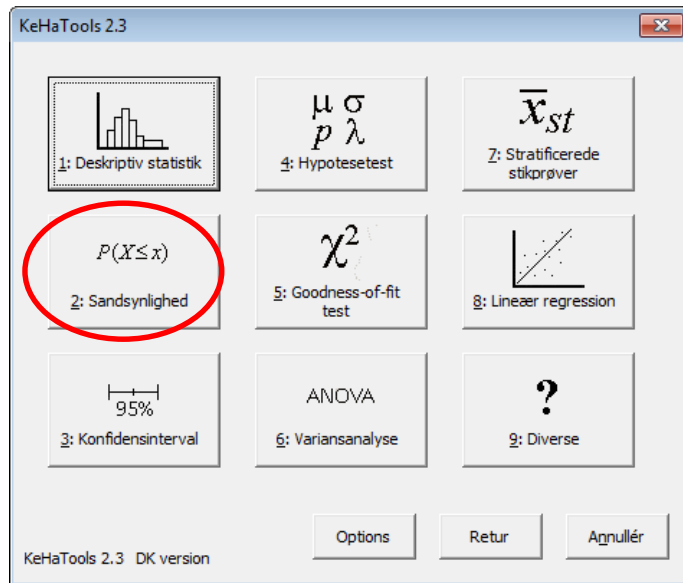 KeHaTools 2.3
1: Deskriptiv statistik
μ σ
p λ
4: Hypotesetest
x̅st
7: Stratificerede
stikprøver
P(X≤x)
2: Sandsynlighed
χ²
5: Goodness-of-fit
test
8: Lineær regression
95%
3: Konfidensinterval
ANOVA
6: Variansanalyse
?
9: Diverse
Options
Retur
Annullér
KeHaTools 2.3 DK version